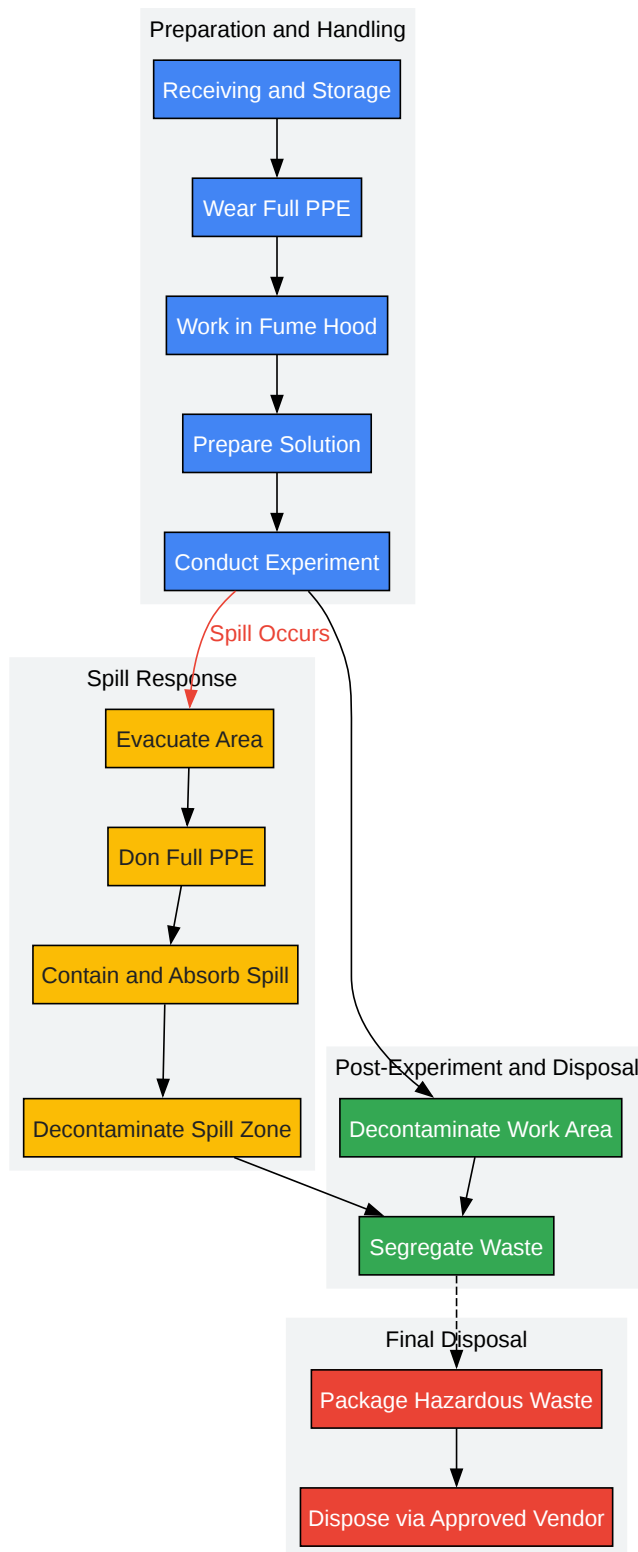 Preparation and Handling
Receiving and Storage
Wear Full PPE
Work in Fume Hood
Prepare Solution
Conduct Experiment
Spill Occurs
Spill Response
Evacuate Area
Don Full PPE
Contain and Absorb Spill
Decontaminate Spill Zone
Post-Experiment and Disposal
Decontaminate Work Area
Segregate Waste
Final Disposal
Package Hazardous Waste
Dispose via Approved Vendor